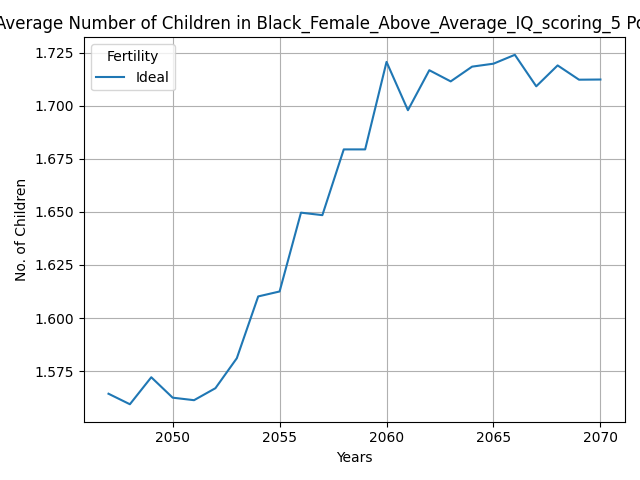 Average Number of Children in Black_Female_Above_Average_IQ_scoring_5 Po
Fertility
Ideal
No. of Children
1.725
1.700
1.675
1.650
1.625
1.600
1.575
2050
2055
2060
2065
2070
Years